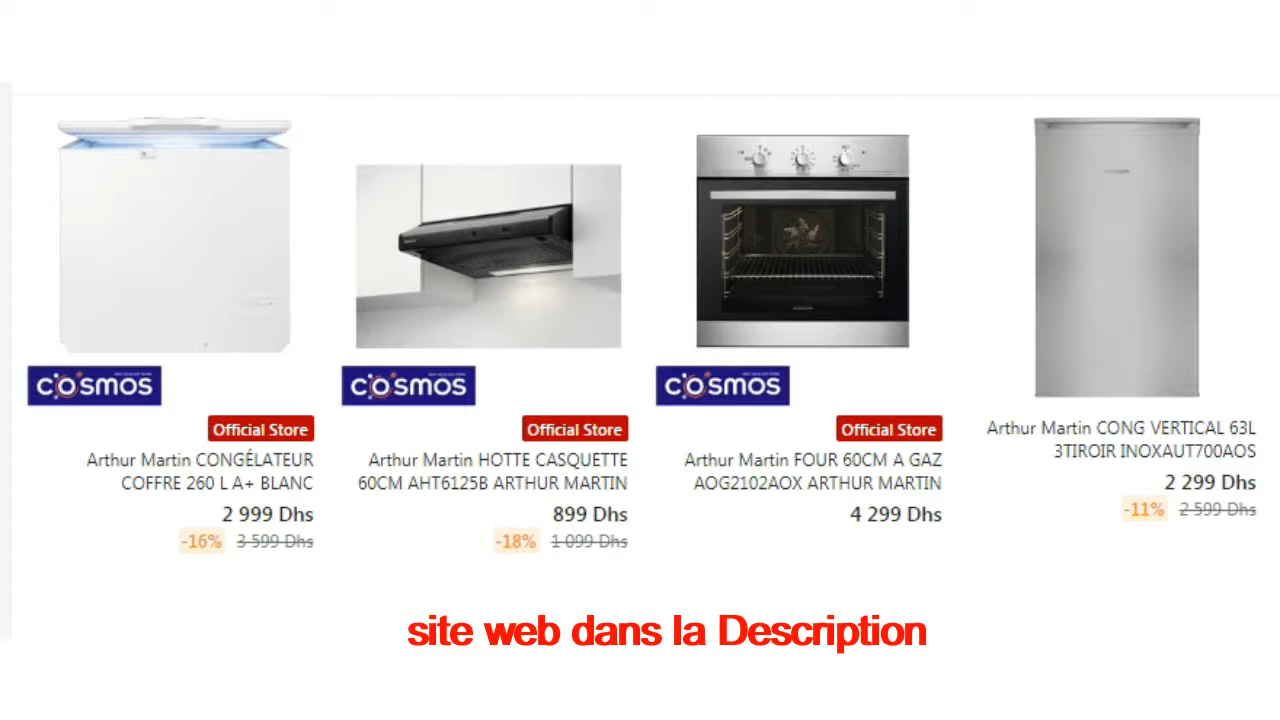 COSMOS
Official Store
Arthur Martin CONGÉLATEUR
COFFRE 260 L A+ BLANC
2 999 Dhs
-16% 3 599 Dhs
COSMOS
Official Store
Arthur Martin HOTTE CASQUETTE
60CM AHT6125B ARTHUR MARTIN
899 Dhs
-18% 1 099 Dhs
COSMOS
Official Store
Arthur Martin FOUR 60CM A GAZ
AOG2102AOX ARTHUR MARTIN
4 299 Dhs
Arthur Martin CONG VERTICAL 63L
3TIROIR INOXAUT700AOS
2 299 Dhs
-11% 2 599 Dhs
site web dans la Description